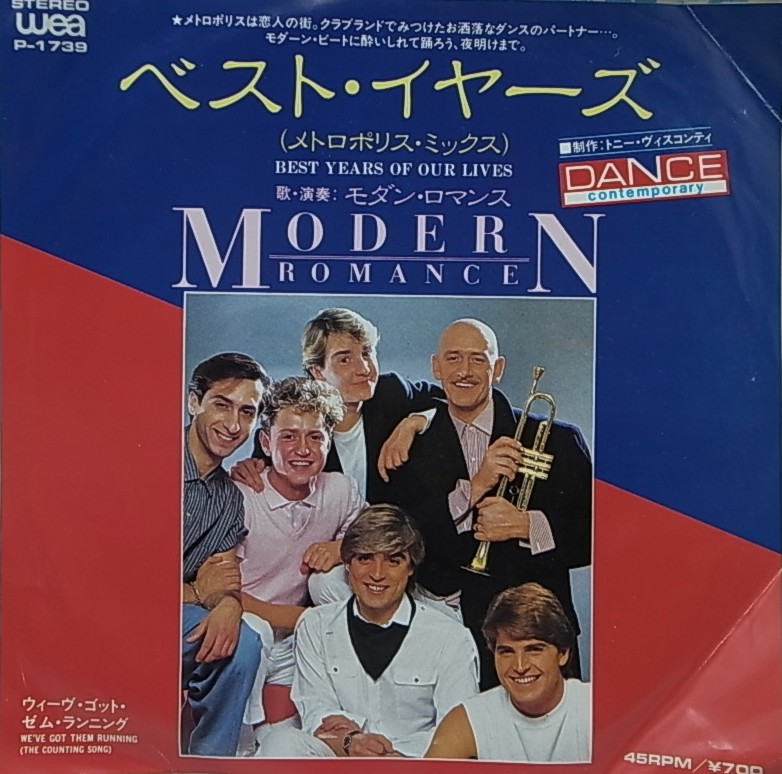 STEREO
wea
P-1739
★メトロポリスは恋人の街。クラブランドでみつけたお洒落なダンスのパートナー…。
モダーン・ビートに酔いしれて踊ろう、夜明けまで。
ベスト・イヤーズ
(メトロポリス・ミックス)
BEST YEARS OF OUR LIVES
■制作:トニー・ヴィスコンティ
DANCE
contemporary
歌・演奏:モダン・ロマンス
MODERN
ROMANCE
ウィーヴ・ゴット・
ゼム・ランニング
WE'VE GOT THEM RUNNING
(THE COUNTING SONG)
45RPM/¥700